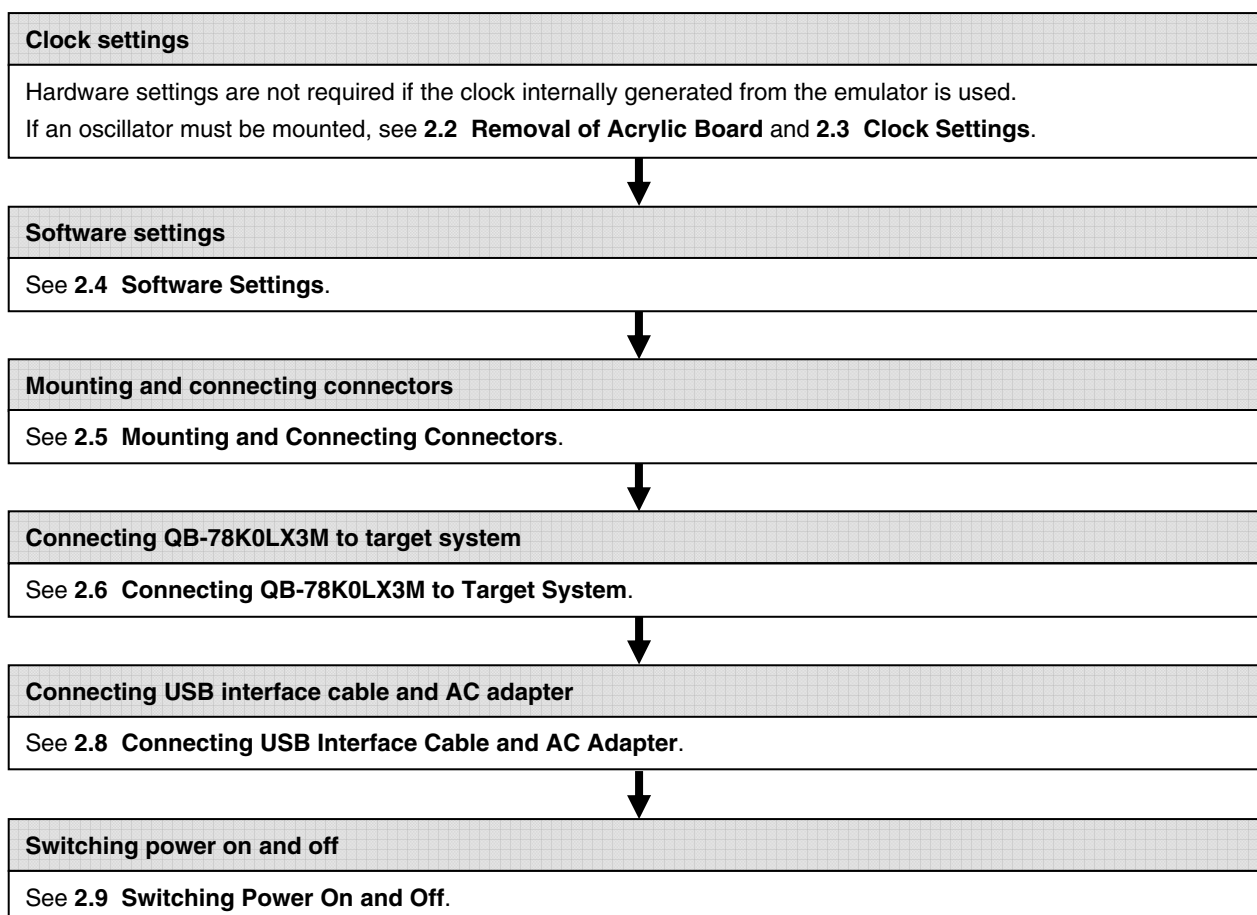 Clock settings
Hardware settings are not required if the clock internally generated from the emulator is used.
If an oscillator must be mounted, see 2.2 Removal of Acrylic Board and 2.3 Clock Settings.
Software settings
See 2.4 Software Settings.
Mounting and connecting connectors
See 2.5 Mounting and Connecting Connectors.
Connecting QB-78K0LX3M to target system
See 2.6 Connecting QB-78K0LX3M to Target System.
Connecting USB interface cable and AC adapter
See 2.8 Connecting USB Interface Cable and AC Adapter.
Switching power on and off
See 2.9 Switching Power On and Off.